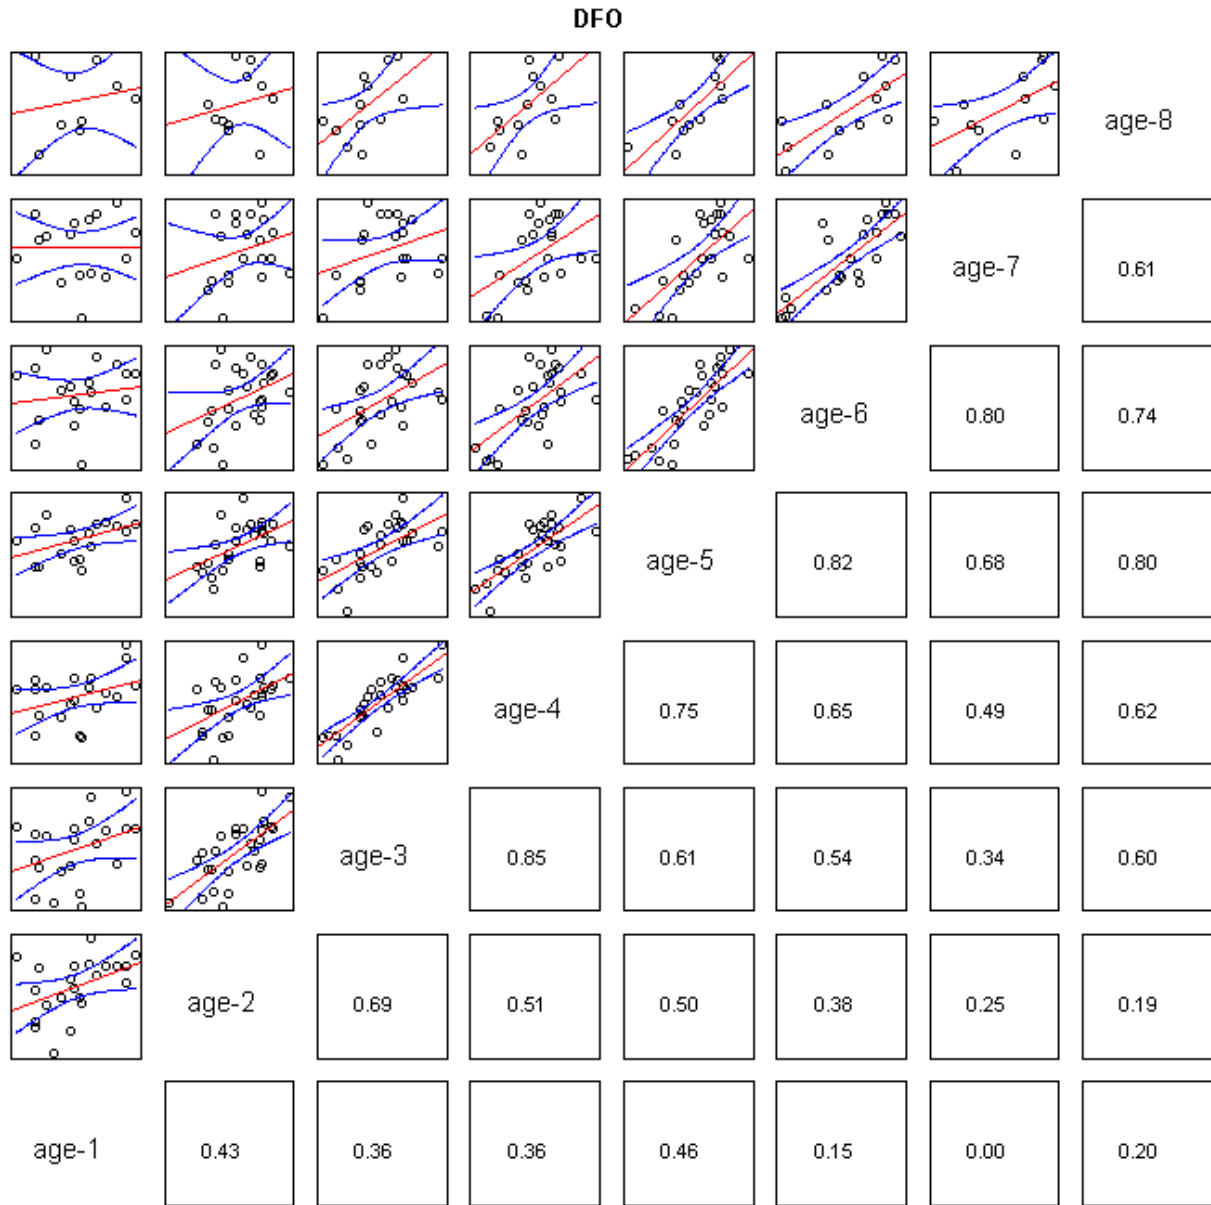 DFO
age-8
age-7 0.61
age-6 0.80 0.74
age-5 0.82 0.68 0.80
age-4 0.75 0.65 0.49 0.62
age-3 0.85 0.61 0.54 0.34 0.60
age-2 0.69 0.51 0.50 0.38 0.25 0.19
age-1 0.43 0.36 0.36 0.46 0.15 0.00 0.20